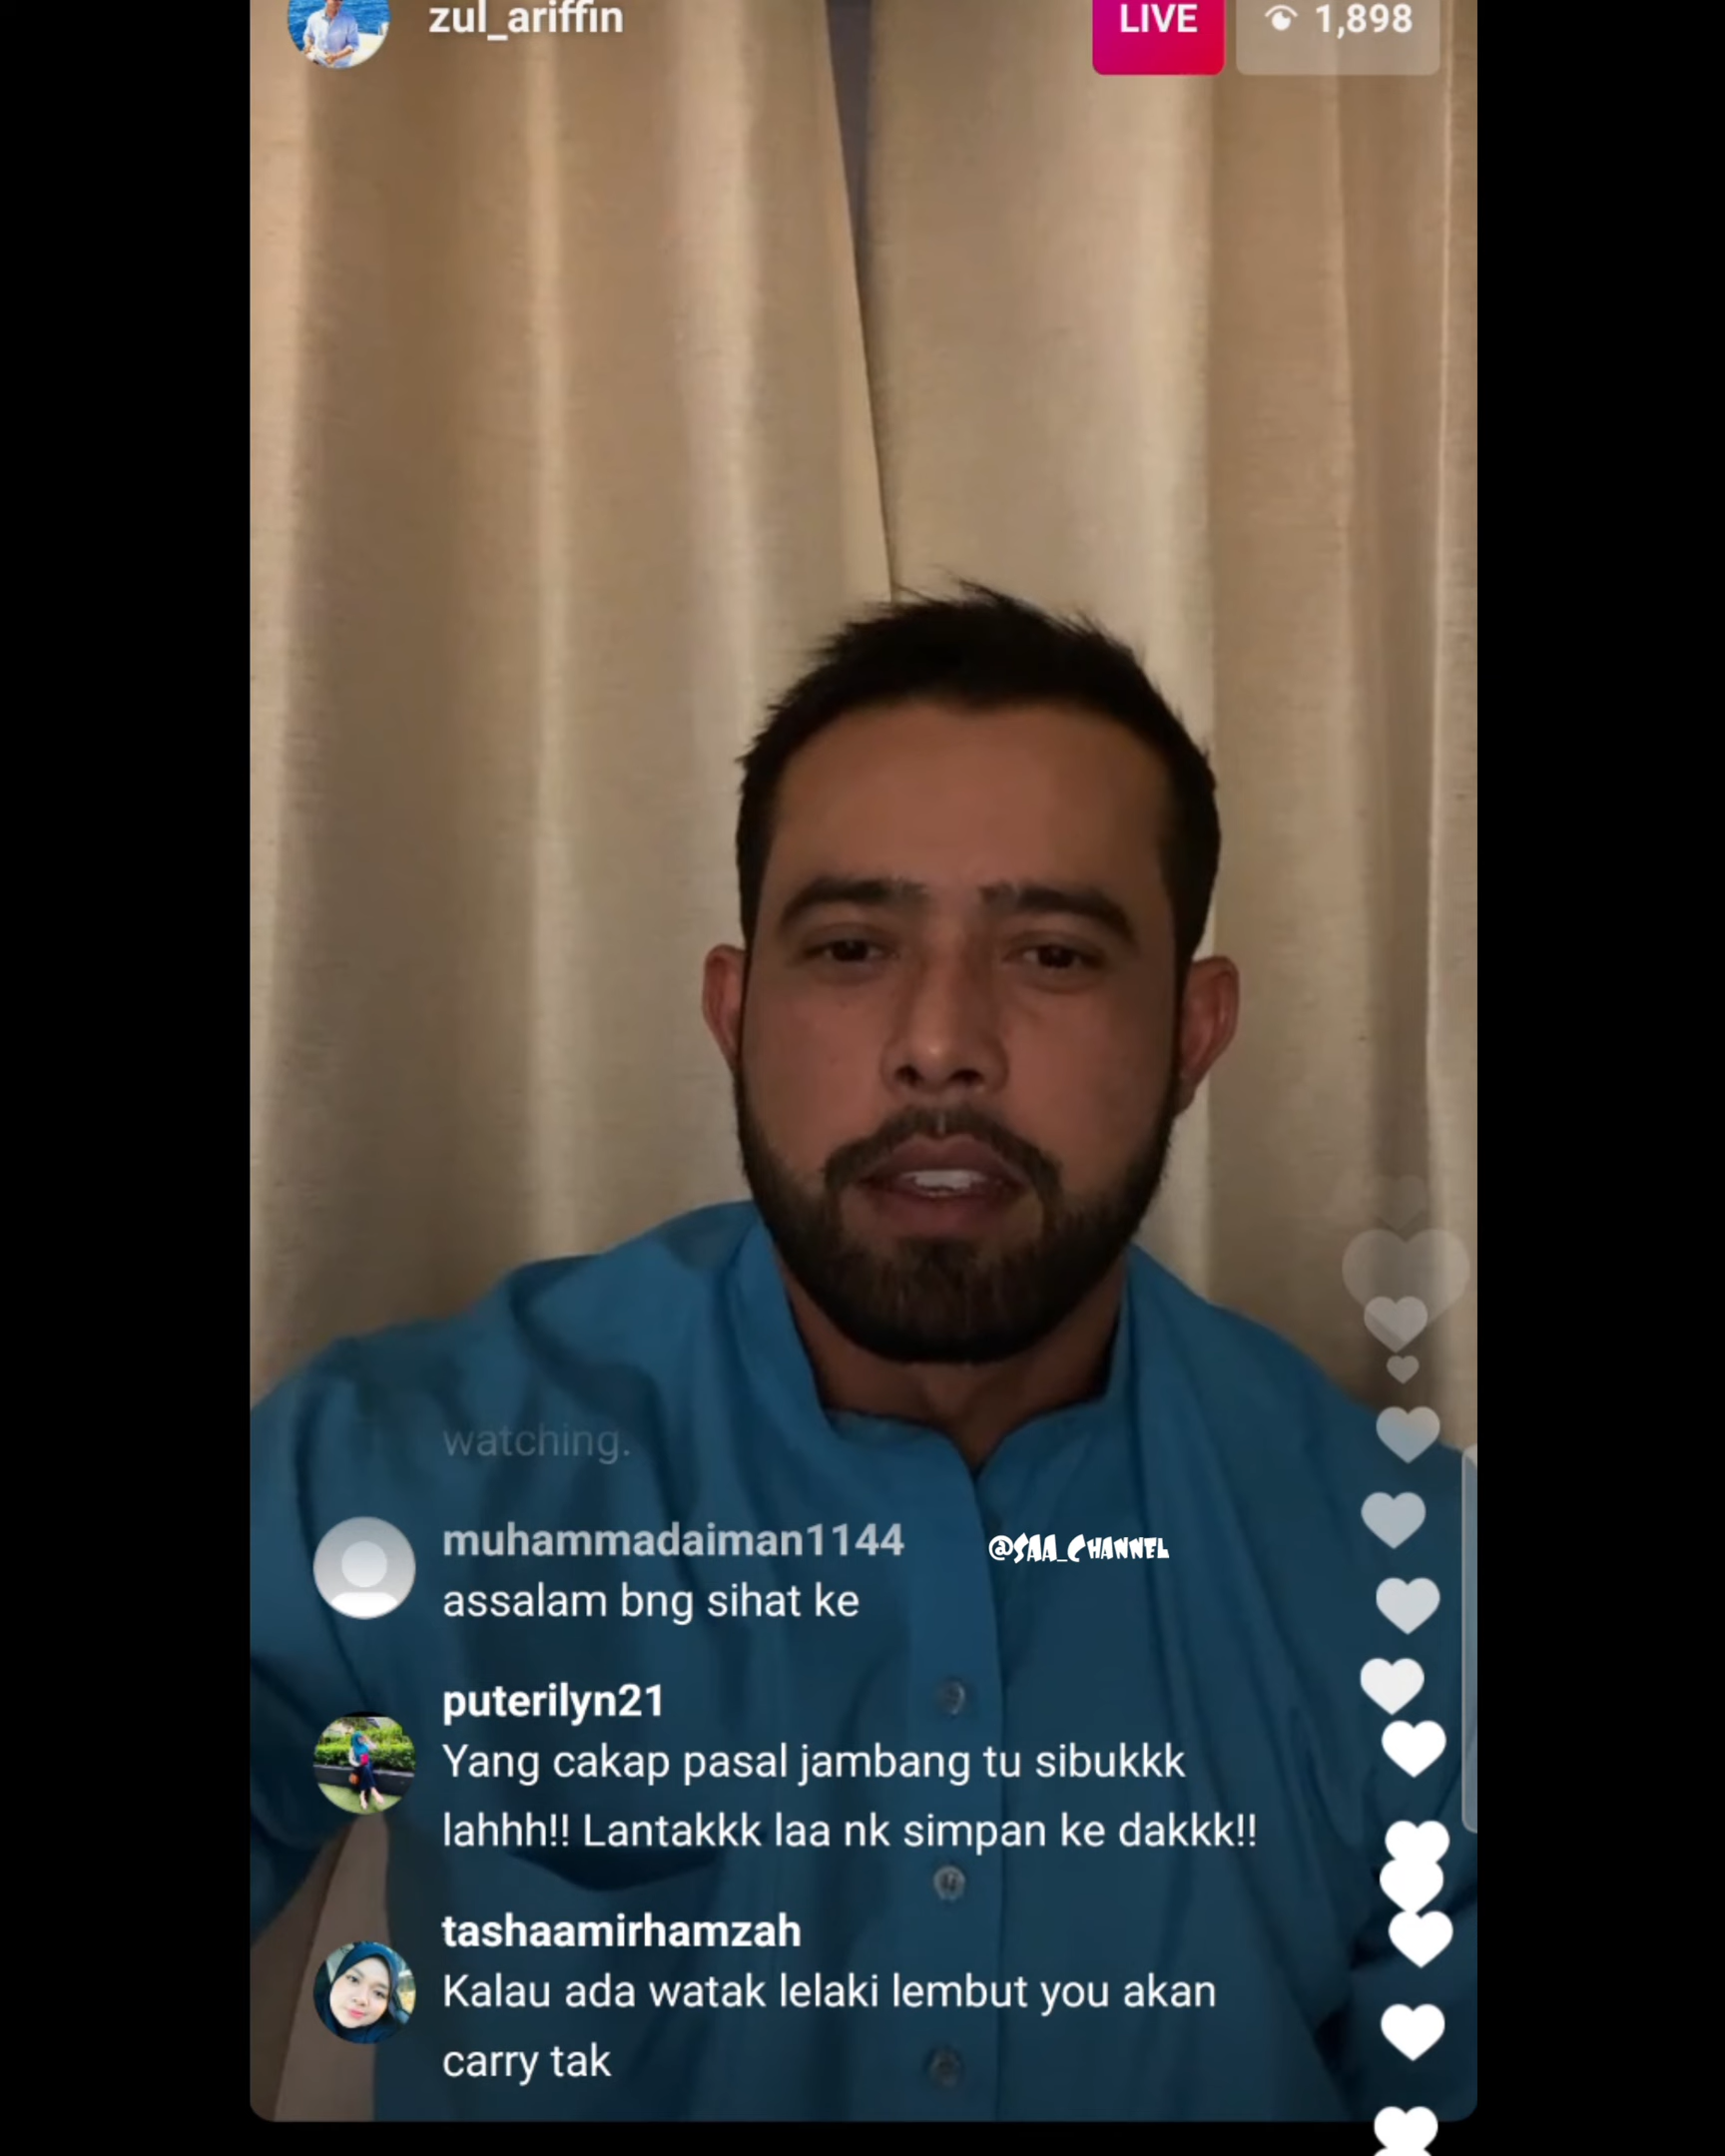 zul_ariffin
LIVE
1,898
watching.
muhammadaiman1144
@SAA_CHANNEL
assalam bng sihat ke
puterilyn21
Yang cakap pasal jambang tu sibukkk
lahhh!! Lantakkk laa nk simpan ke dakkk!!
tashaamirhamzah
Kalau ada watak lelaki lembut you akan
carry tak